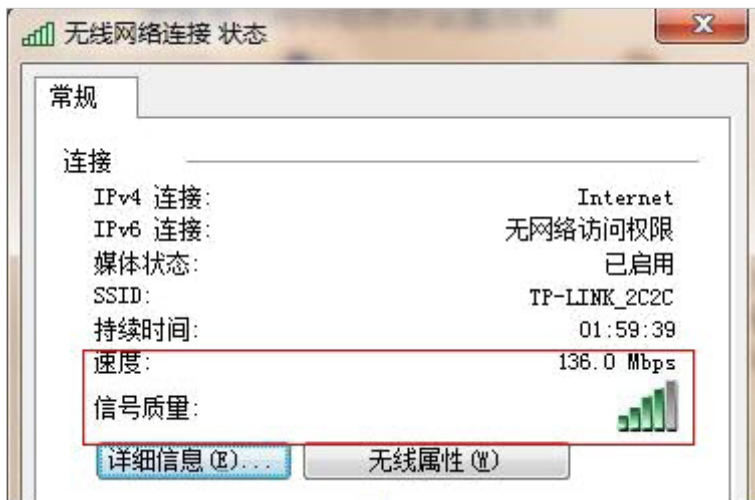 无线网络连接 状态
常规
连接
IPv4 连接: Internet
IPv6 连接: 无网络访问权限
媒体状态: 已启用
SSID: TP-LINK_2C2C
持续时间: 01:59:39
速度: 136.0 Mbps
信号质量:
详细信息(E)... 无线属性(W)